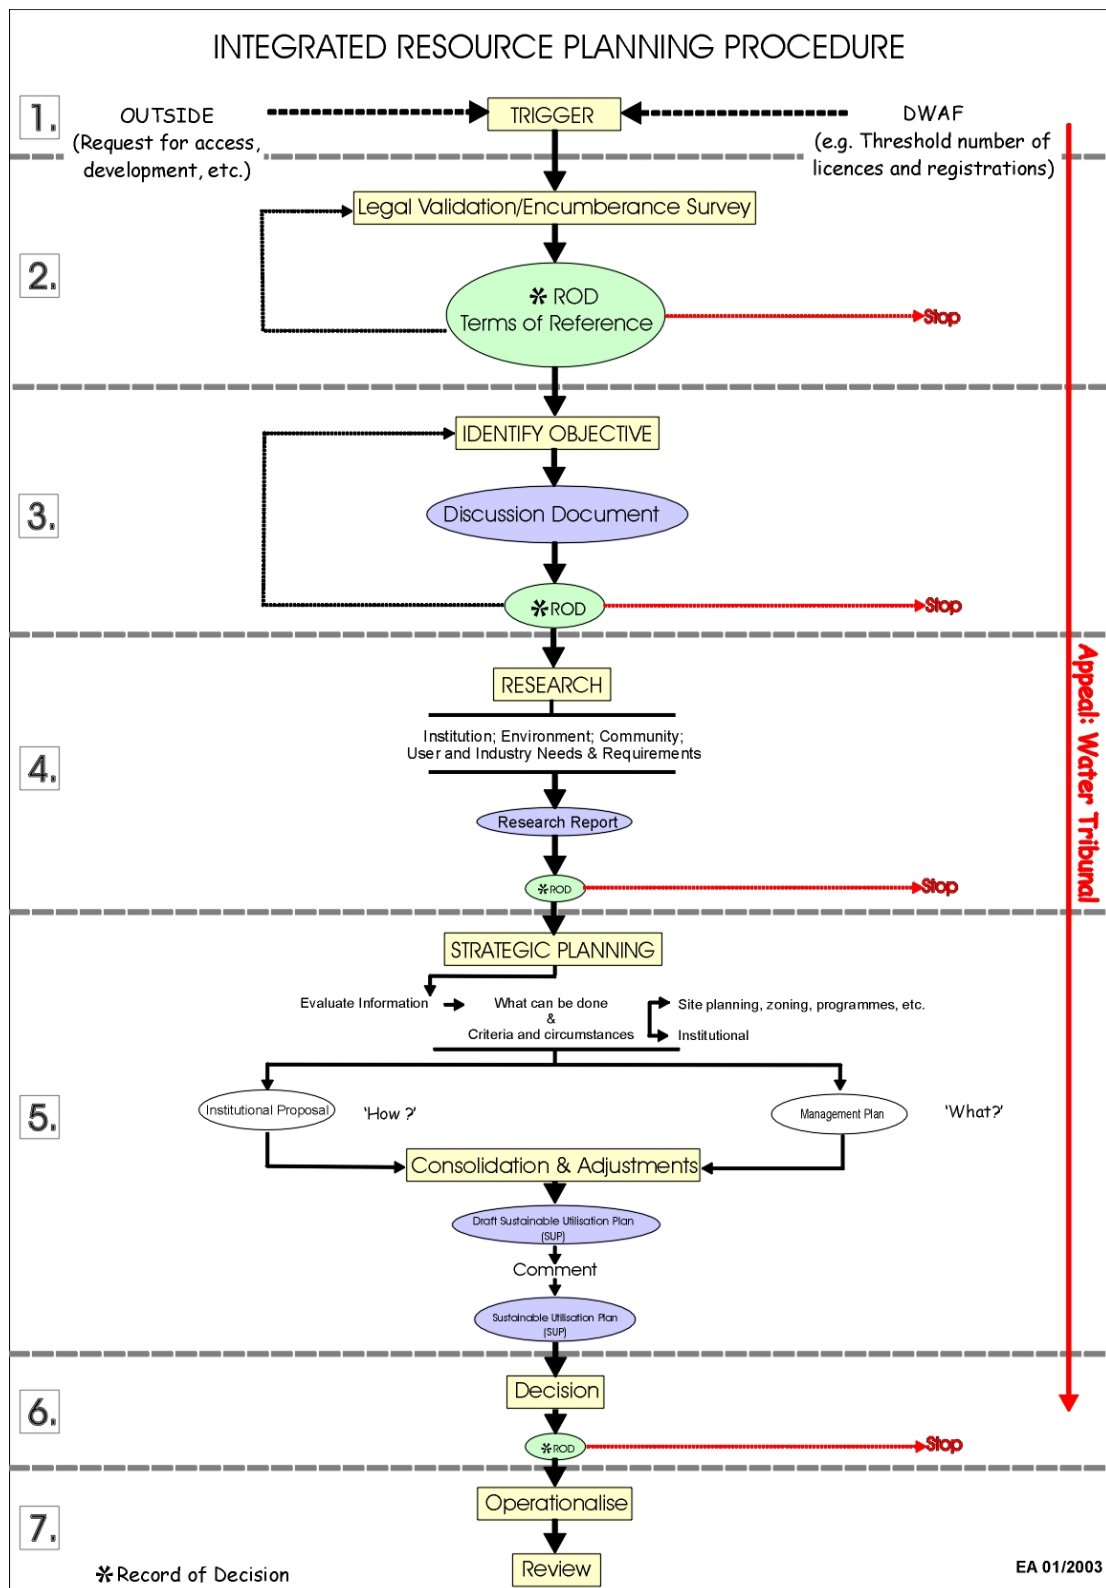 INTEGRATED RESOURCE PLANNING PROCEDURE
1.
OUTSIDE
(Request for access,
development, etc.)
TRIGGER
DWAF
(e.g. Threshold number of
licences and registrations)
2.
Legal Validation/Encumberance Survey
* ROD
Terms of Reference
Stop
3.
IDENTIFY OBJECTIVE
Discussion Document
* ROD
Stop
4.
RESEARCH
Institution; Environment; Community;
User and Industry Needs & Requirements
Research Report
* ROD
Stop
Appeal: Water Tribunal
5.
STRATEGIC PLANNING
Evaluate Information
What can be done
&
Criteria and circumstances
Site planning, zoning, programmes, etc.
Institutional
Institutional Proposal
'How ?'
Management Plan
'What?'
Consolidation & Adjustments
Draft Sustainable Utilisation Plan
(SUP)
Comment
Sustainable Utilisation Plan
(SUP)
6.
Decision
* ROD
Stop
7.
Operationalise
Review
* Record of Decision
EA 01/2003